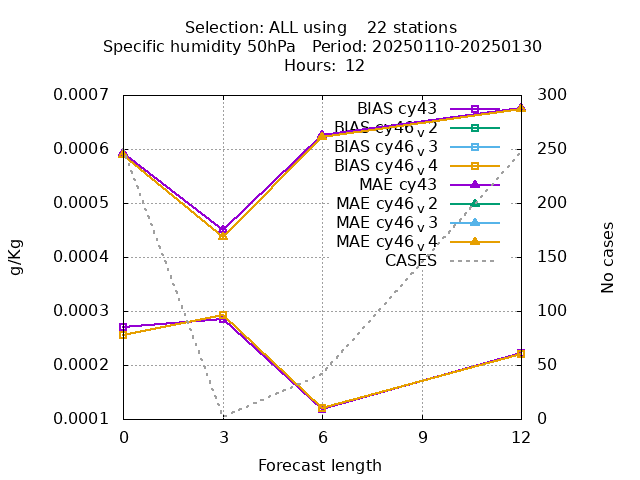 Selection: ALL using    22 stations
Specific humidity 50hPa   Period: 20250110-20250130
Hours: 12
0.0007
0.0006
0.0005
0.0004
0.0003
0.0002
0.0001
g/Kg
300
250
200
150
100
50
0
No cases
BIAS cy43
BIAS cy46_v2
BIAS cy46_v3
BIAS cy46_v4
MAE cy43
MAE cy46_v2
MAE cy46_v3
MAE cy46_v4
CASES
0 3 6 9 12
Forecast length